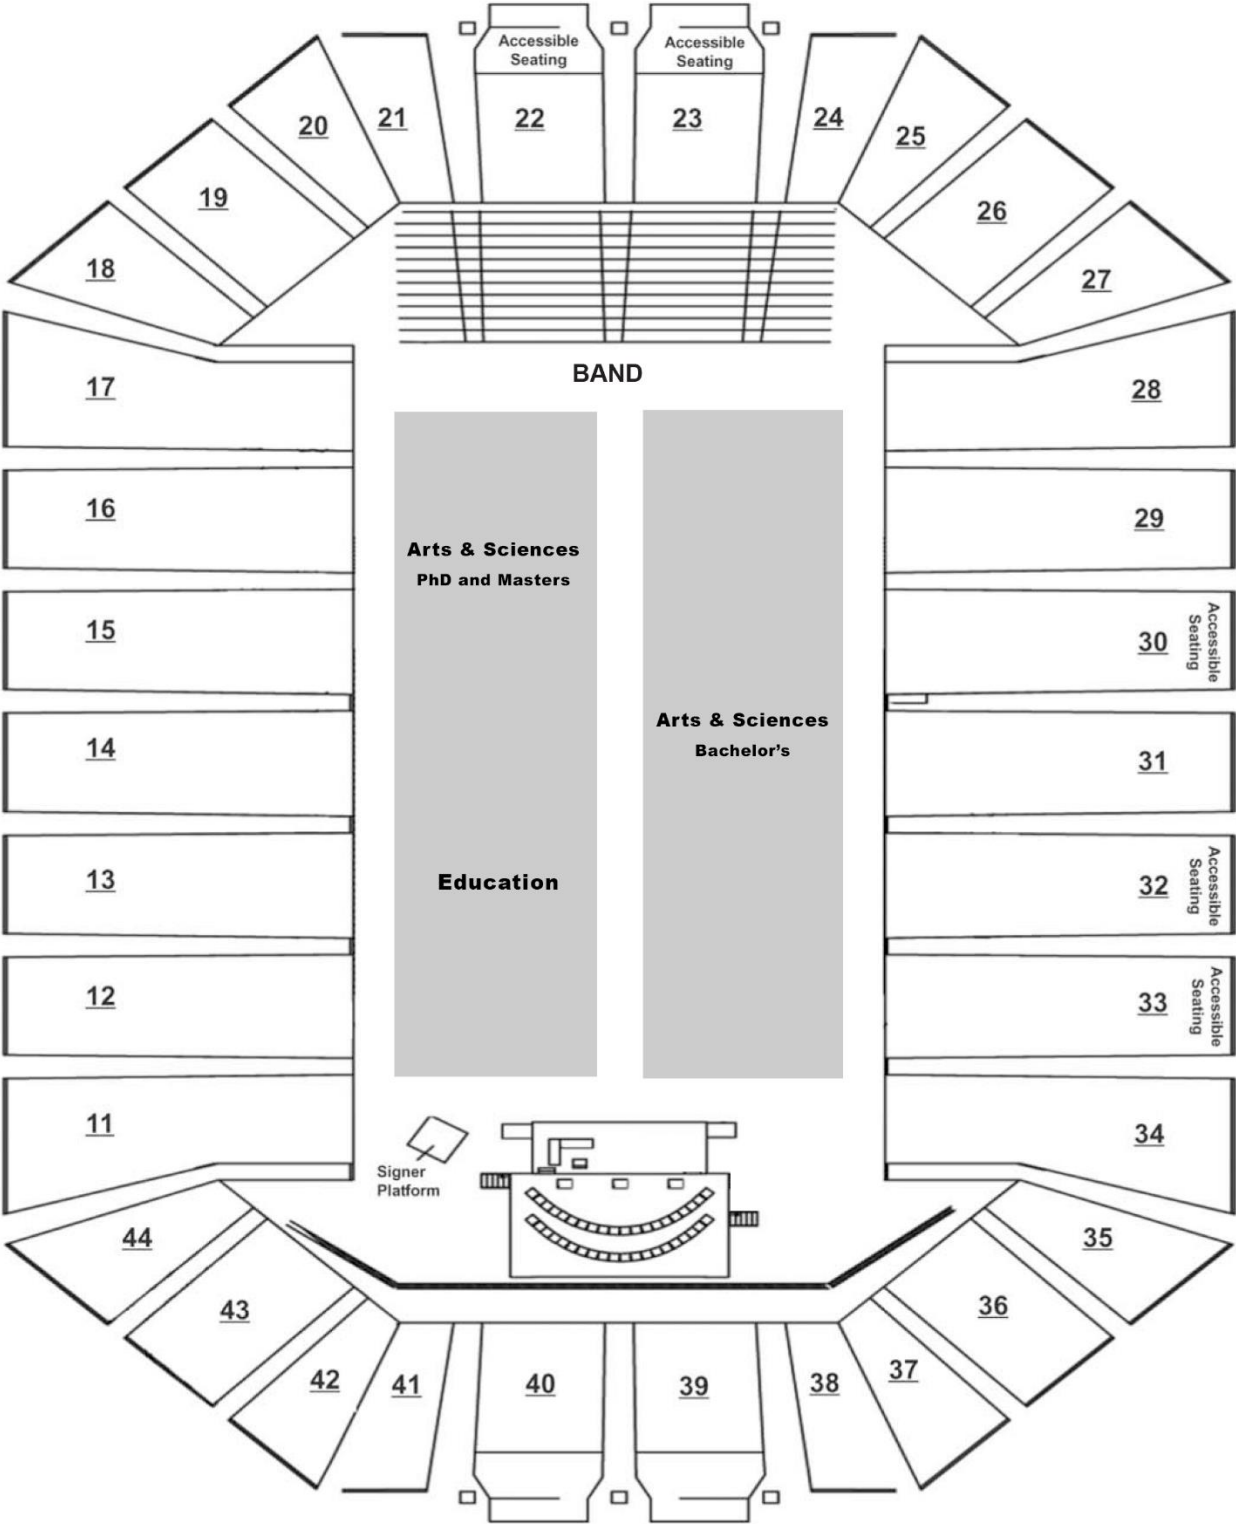 Accessible
Seating
Accessible
Seating
20
21
22
23
24
25
19
26
18
27
BAND
17
28
16
29
Arts & Sciences
PhD and Masters
15
30
Accessible
Seating
Arts & Sciences
Bachelor's
14
31
13
Education
32
Accessible
Seating
12
33
Accessible
Seating
11
34
Signer
Platform
44
35
43
36
42
41
40
39
38
37